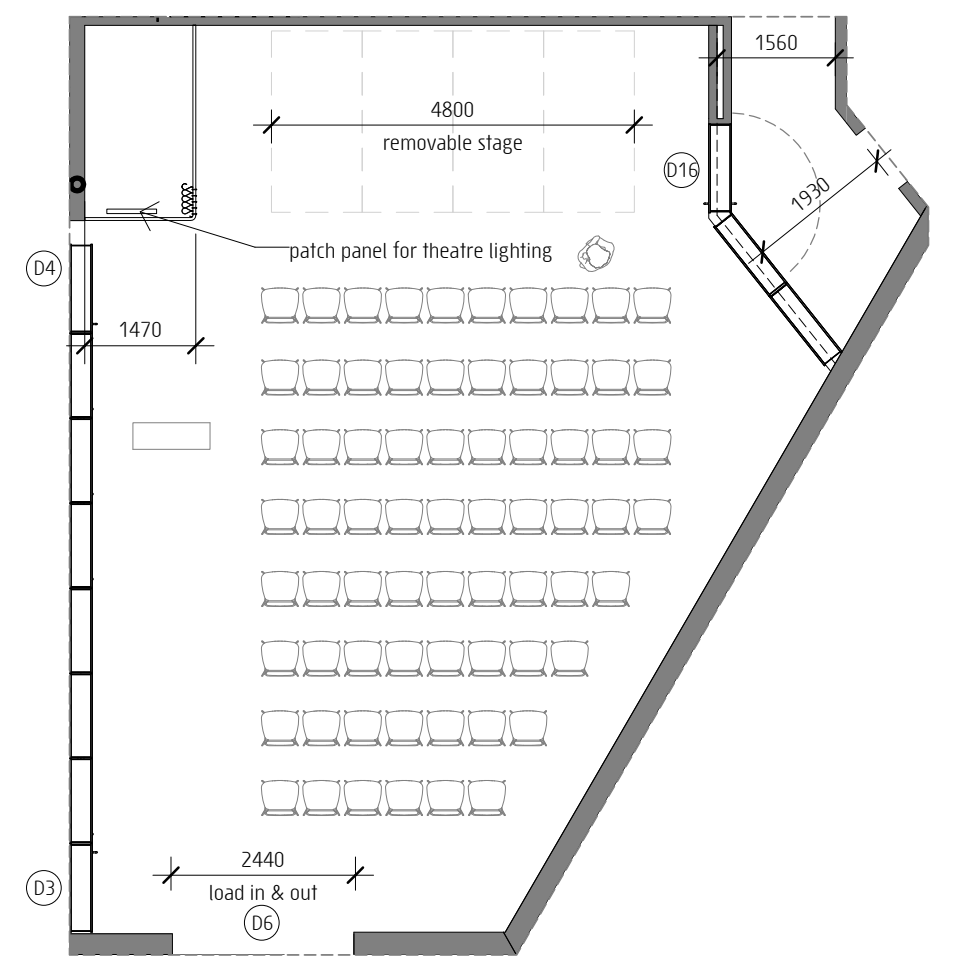 1560
4800
removable stage
D16
1930
patch panel for theatre lighting
D4
1470
2440
load in & out
D3
D6